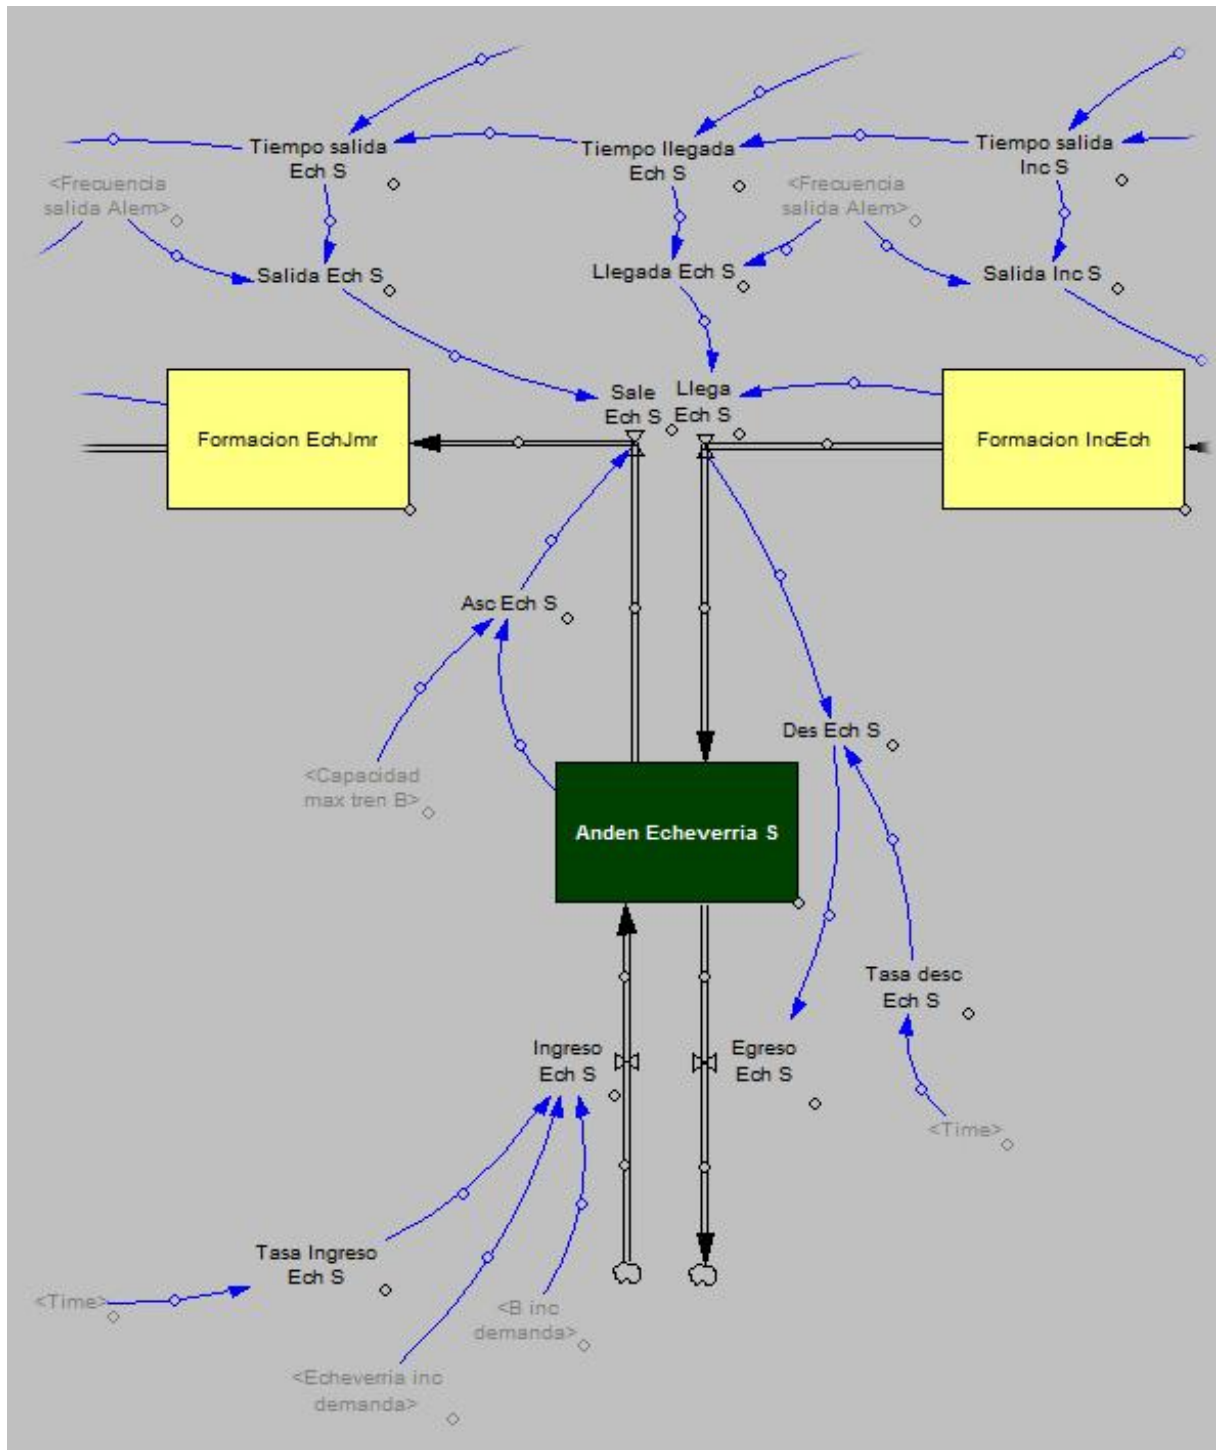 Tiempo salida
Ech S
Tiempo llegada
Ech S
Tiempo salida
Inc S
<Frecuencia
salida Alem>
<Frecuencia
salida Alem>
Salida Ech S
Llegada Ech S
Salida Inc S
Sale
Ech S
Llega
Ech S
Formacion EchJmr
Formacion IncEch
Asc Ech S
Des Ech S
<Capacidad
max tren B>
Anden Echeverria S
Tasa desc
Ech S
Ingreso
Ech S
Egreso
Ech S
<Time>
Tasa Ingreso
Ech S
<Time>
<B inc
demanda>
<Echeverria inc
demanda>